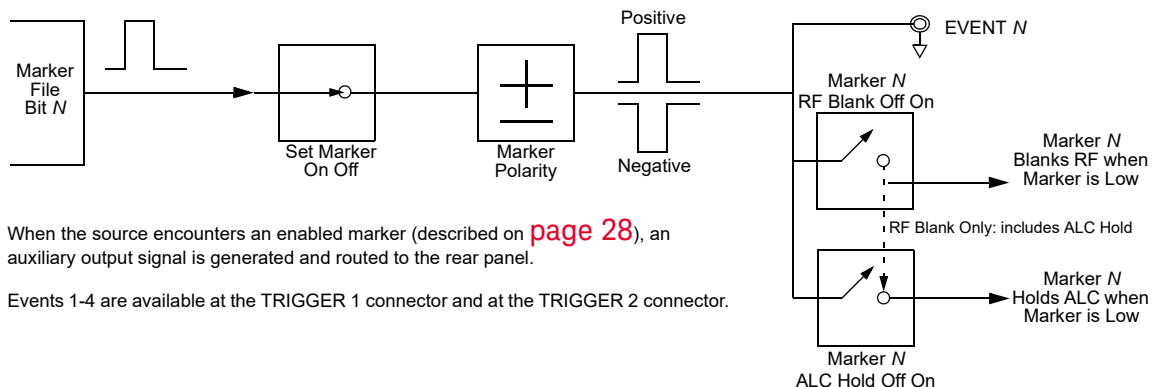 Marker
File
Bit N
Set Marker
On Off
Marker
Polarity
Positive
Negative
EVENT N
Marker N
RF Blank Off On
Marker N
Blanks RF when
Marker is Low
RF Blank Only: includes ALC Hold
Marker N
Holds ALC when
Marker is Low
Marker N
ALC Hold Off On
When the source encounters an enabled marker (described on page 28), an
auxiliary output signal is generated and routed to the rear panel.
Events 1-4 are available at the TRIGGER 1 connector and at the TRIGGER 2 connector.